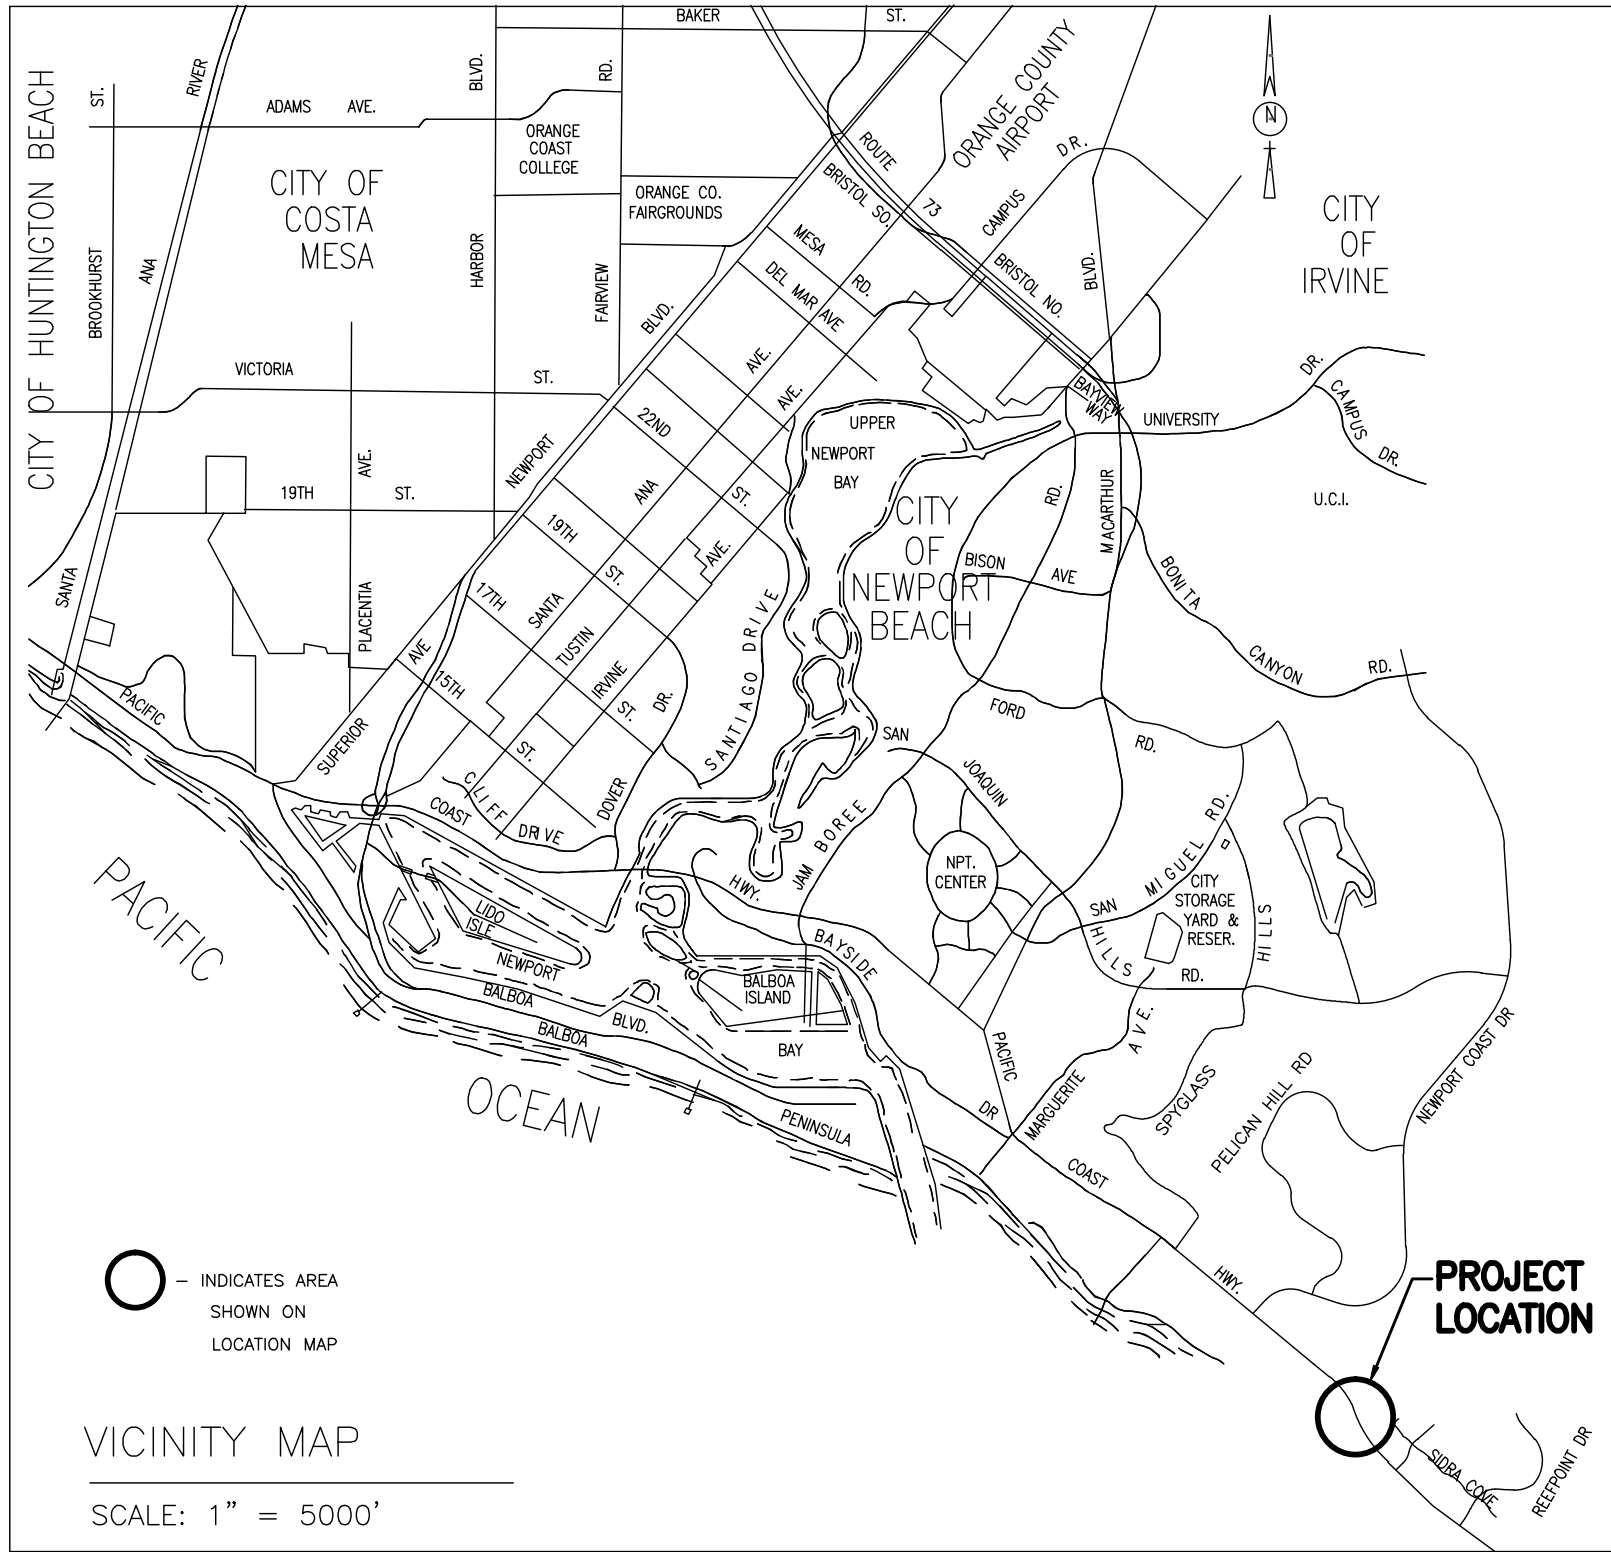 BAKER ST.
CITY OF HUNTINGTON BEACH
BROOKHURST ST.
SANTA ANA RIVER
ADAMS AVE.
HARBOR BLVD.
FAIRVIEW RD.
ORANGE
COAST
COLLEGE
ORANGE CO.
FAIRGROUNDS
CITY OF
COSTA
MESA
ROUTE 73
ORANGE COUNTY
AIRPORT
BRISTOL SO.
BRISTOL NO.
CAMPUS DR.
N
CITY
OF
IRVINE
MESA RD.
DEL MAR AVE
BLVD.
MACARTHUR
VICTORIA ST.
NEWPORT BLVD.
PLACENTIA AVE.
19TH ST.
22ND ST.
19TH ST.
17TH ST.
15TH ST.
SANTA ANA AVE.
TUSTIN AVE.
IRVINE AVE.
UPPER
NEWPORT
BAY
BAYVIEW
WAY
UNIVERSITY DR.
CAMPUS DR.
U.C.I.
CITY
OF
NEWPORT
BEACH
BISON AVE
BONITA CANYON RD.
SANTIAGO DRIVE
DOVER DR.
CLIFF DRIVE
SUPERIOR AVE
PACIFIC COAST HWY.
FORD RD.
SAN JOAQUIN HILLS RD.
JAMBOREE RD.
NPT.
CENTER
SAN MIGUEL RD.
CITY
STORAGE
YARD &
RESER.
HILLS
LIDO
ISLE
NEWPORT
BAY
BALBOA BLVD.
BALBOA PENINSULA
BALBOA
ISLAND
BAYSIDE DR
PACIFIC COAST HWY.
MARGUERITE AVE.
SPYGLASS
PELICAN HILL RD
NEWPORT COAST DR
PACIFIC
OCEAN
– INDICATES AREA
SHOWN ON
LOCATION MAP
PROJECT
LOCATION
SIDRA COVE
REEFPOINT DR
VICINITY MAP
SCALE: 1" = 5000'